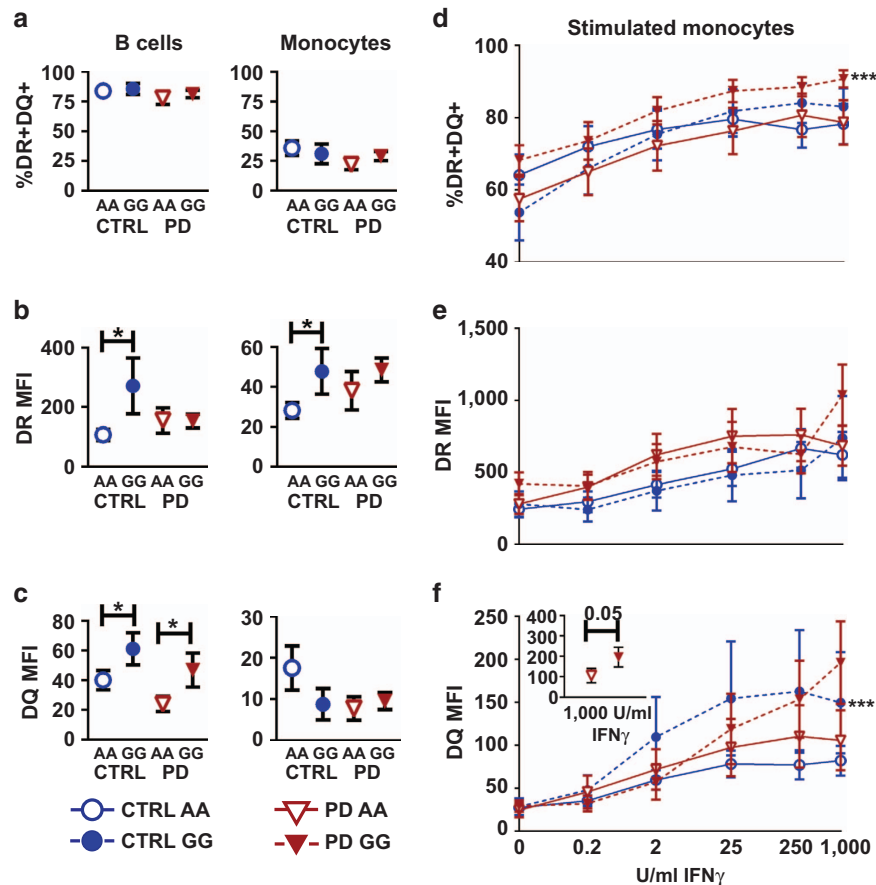 a
B cells
Monocytes
%DR+DQ+
100
75
50
25
0
AA GG AA GG
CTRL PD
100
75
50
25
0
AA GG AA GG
CTRL PD
b
DR MFI
400
200
0
*
AA GG AA GG
CTRL PD
60
40
20
0
*
AA GG AA GG
CTRL PD
c
DQ MFI
80
60
40
20
0
*
*
AA GG AA GG
CTRL PD
30
20
10
0
AA GG AA GG
CTRL PD
CTRL AA
PD AA
CTRL GG
PD GG
d
Stimulated monocytes
%DR+DQ+
100
80
60
40
***
e
DR MFI
1,500
1,000
500
0
f
DQ MFI
250
200
150
100
50
0
400
300
200
100
0
0.05
1,000 U/ml
IFNγ
***
0 0.2 2 25 250 1,000
U/ml IFNγ